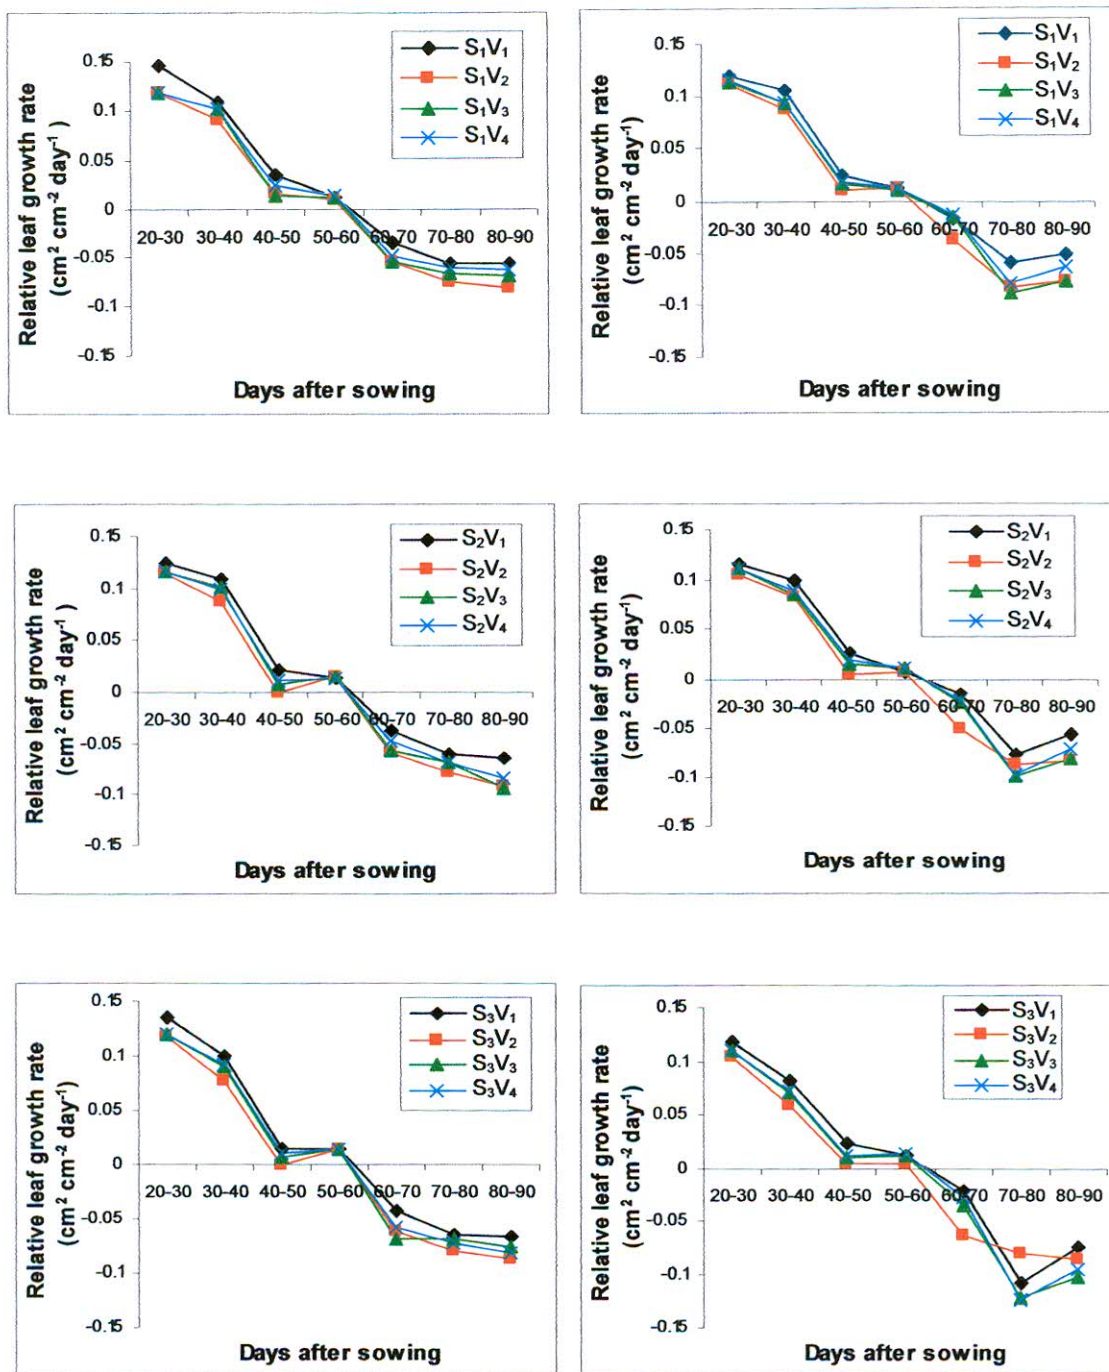 Relative leaf growth rate
(cm² cm⁻² day⁻¹)
0.15
0.1
0.05
0
-0.05
-0.1
-0.15
20-30 30-40 40-50 50-60 60-70 70-80 80-90
Days after sowing
S₁V₁
S₁V₂
S₁V₃
S₁V₄
Relative leaf growth rate
(cm² cm⁻² day⁻¹)
0.15
0.1
0.05
0
-0.05
-0.1
-0.15
20-30 30-40 40-50 50-60 60-70 70-80 80-90
Days after sowing
S₁V₁
S₁V₂
S₁V₃
S₁V₄
Relative leaf growth rate
(cm² cm⁻² day⁻¹)
0.15
0.1
0.05
0
-0.05
-0.1
-0.15
20-30 30-40 40-50 50-60 60-70 70-80 80-90
Days after sowing
S₂V₁
S₂V₂
S₂V₃
S₂V₄
Relative leaf growth rate
(cm² cm⁻² day⁻¹)
0.15
0.1
0.05
0
-0.05
-0.1
-0.15
20-30 30-40 40-50 50-60 60-70 70-80 80-90
Days after sowing
S₂V₁
S₂V₂
S₂V₃
S₂V₄
Relative leaf growth rate
(cm² cm⁻² day⁻¹)
0.15
0.1
0.05
0
-0.05
-0.1
-0.15
20-30 30-40 40-50 50-60 60-70 70-80 80-90
Days after sowing
S₃V₁
S₃V₂
S₃V₃
S₃V₄
Relative leaf growth rate
(cm² cm⁻² day⁻¹)
0.15
0.1
0.05
0
-0.05
-0.1
-0.15
20-30 30-40 40-50 50-60 60-70 70-80 80-90
Days after sowing
S₃V₁
S₃V₂
S₃V₃
S₃V₄